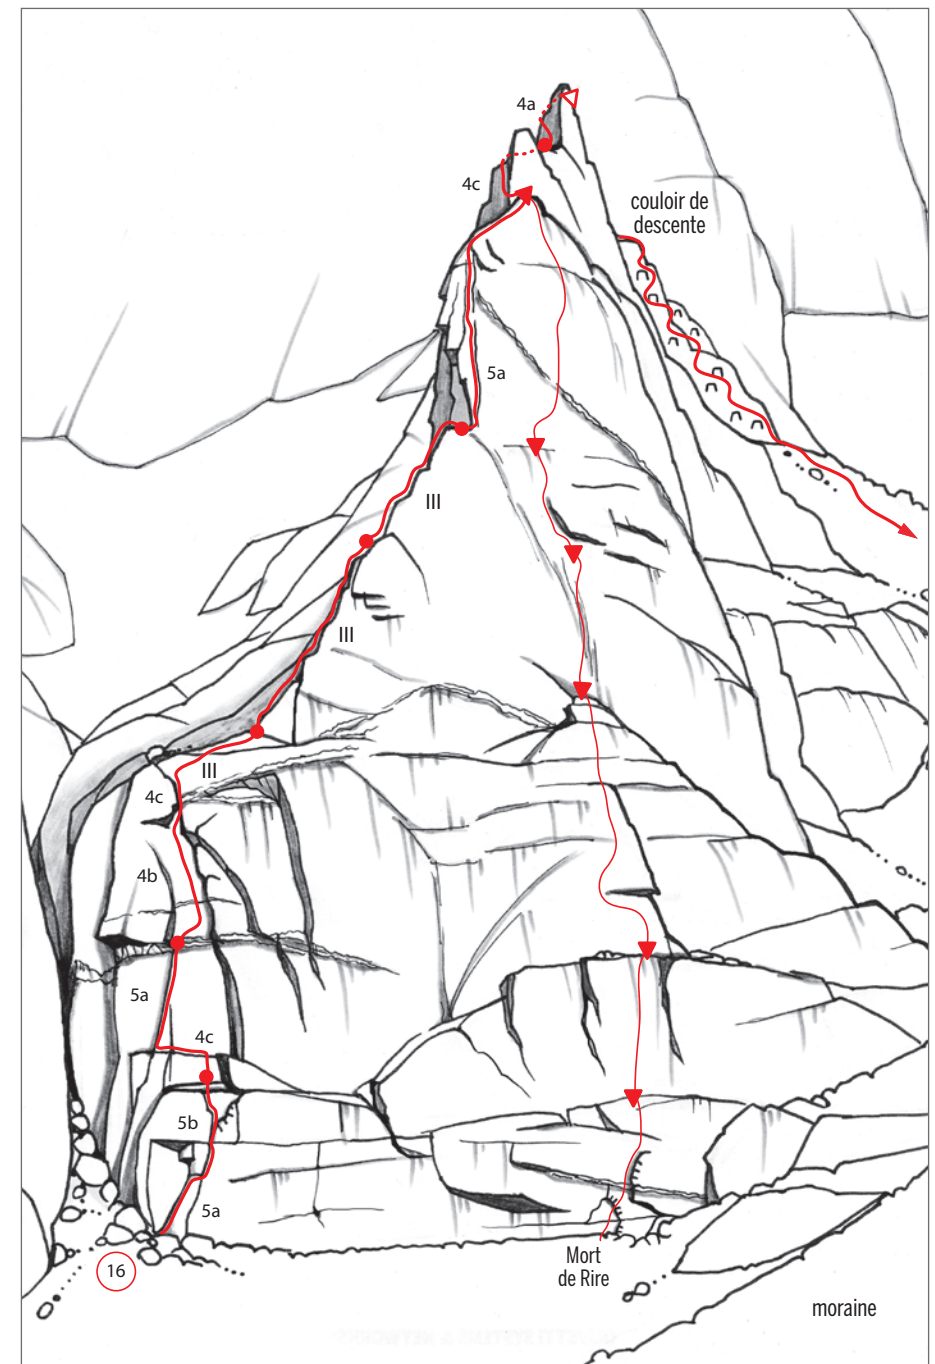 4a
4c
couloir de
descente
5a
III
III
III
4c
4b
5a
4c
5b
5a
16
Mort
de Rire
moraine